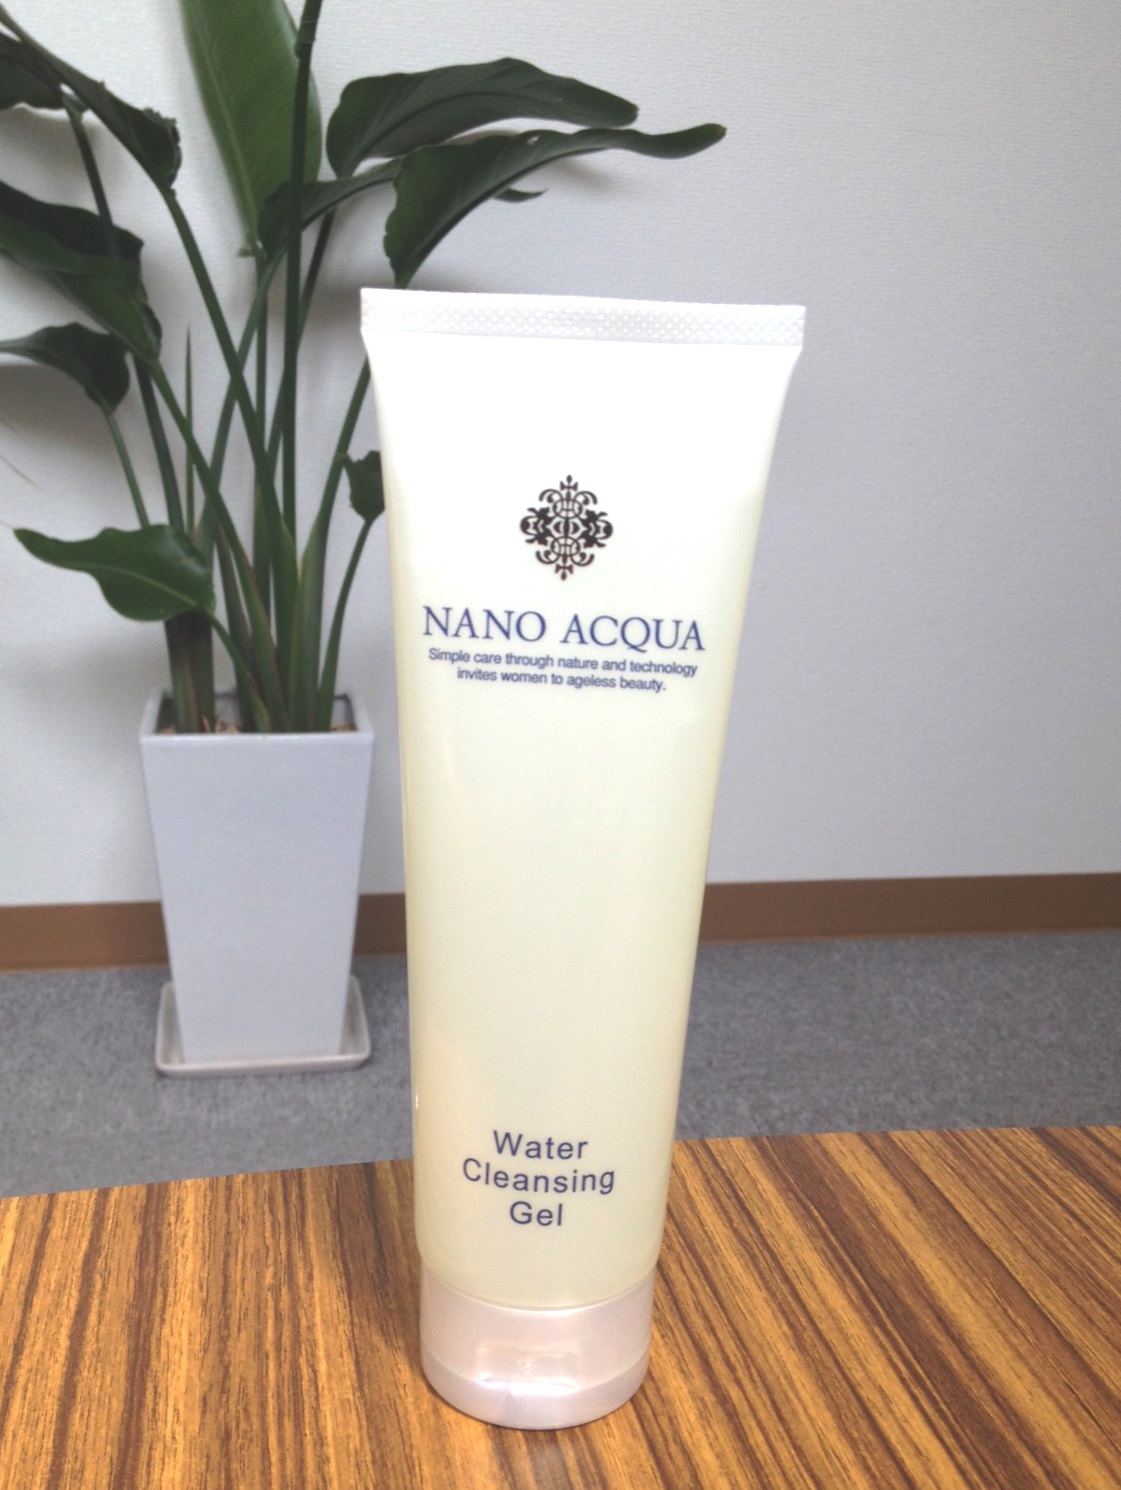 NANO ACQUA
Simple care through nature and technology
invites women to ageless beauty.
Water
Cleansing
Gel